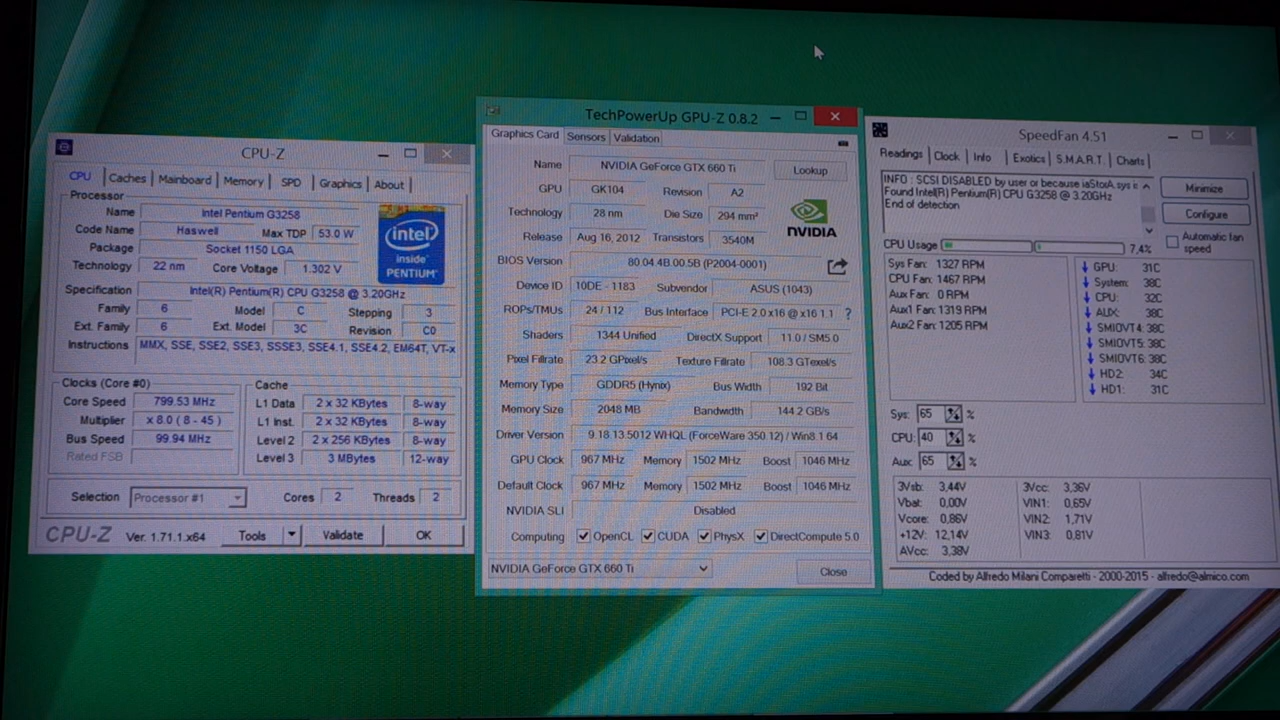 CPU-Z
CPU Caches Mainboard Memory SPD Graphics About
Processor
Name Intel Pentium G3258
Code Name Haswell Max TDP 53.0 W
Package Socket 1150 LGA
Technology 22 nm Core Voltage 1.302 V
intel inside PENTIUM
Specification Intel(R) Pentium(R) CPU G3258 @ 3.20GHz
Family 6 Model C Stepping 3
Ext. Family 6 Ext. Model 3C Revision C0
Instructions MMX, SSE, SSE2, SSE3, SSSE3, SSE4.1, SSE4.2, EM64T, VT-x
Clocks (Core #0)
Core Speed 799.53 MHz
Multiplier x 8.0 ( 8 - 45 )
Bus Speed 99.94 MHz
Rated FSB
Cache
L1 Data 2 x 32 KBytes 8-way
L1 Inst. 2 x 32 KBytes 8-way
Level 2 2 x 256 KBytes 8-way
Level 3 3 MBytes 12-way
Selection Processor #1 Cores 2 Threads 2
CPU-Z Ver. 1.71.1.x64 Tools Validate OK
TechPowerUp GPU-Z 0.8.2
Graphics Card Sensors Validation
Name NVIDIA GeForce GTX 660 Ti Lookup
GPU GK104 Revision A2
Technology 28 nm Die Size 294 mm²
Release Aug 16, 2012 Transistors 3540M
NVIDIA
BIOS Version 80.04.4B.00.5B (P2004-0001)
Device ID 10DE - 1183 Subvendor ASUS (1043)
ROPs/TMUs 24 / 112 Bus Interface PCI-E 2.0 x16 @ x16 1.1 ?
Shaders 1344 Unified DirectX Support 11.0 / SM5.0
Pixel Fillrate 23.2 GPixel/s Texture Fillrate 108.3 GTexel/s
Memory Type GDDR5 (Hynix) Bus Width 192 Bit
Memory Size 2048 MB Bandwidth 144.2 GB/s
Driver Version 9.18.13.5012 WHQL (ForceWare 350.12) / Win8.1 64
GPU Clock 967 MHz Memory 1502 MHz Boost 1046 MHz
Default Clock 967 MHz Memory 1502 MHz Boost 1046 MHz
NVIDIA SLI Disabled
Computing OpenCL CUDA PhysX DirectCompute 5.0
NVIDIA GeForce GTX 660 Ti Close
SpeedFan 4.51
Readings Clock Info Exotics S.M.A.R.T. Charts
INFO : SCSI DISABLED by user or because iaStorA.sys is
Found Intel(R) Pentium(R) CPU G3258 @ 3.20GHz
End of detection
Minimize
Configure
Automatic fan speed
CPU Usage 7,4%
Sys Fan: 1327 RPM
CPU Fan: 1467 RPM
Aux Fan: 0 RPM
Aux1 Fan: 1319 RPM
Aux2 Fan: 1205 RPM
GPU: 31C
System: 38C
CPU: 32C
AUX: 38C
SMIOVT4: 38C
SMIOVT5: 38C
SMIOVT6: 38C
HD2: 34C
HD1: 31C
Sys: 65 %
CPU: 40 %
Aux: 65 %
3Vsb: 3,44V
Vbat: 0,00V
Vcore: 0,86V
+12V: 12,14V
AVcc: 3,38V
3Vcc: 3,36V
VIN1: 0,65V
VIN2: 1,71V
VIN3: 0,81V
Coded by Alfredo Milani Comparetti - 2000-2015 - alfredo@almico.com